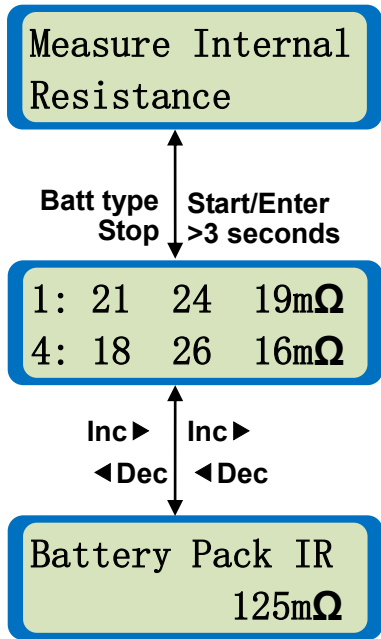 Measure Internal
Resistance
Batt type Start/Enter
Stop >3 seconds
1: 21 24 19mΩ
4: 18 26 16mΩ
Inc► Inc►
◄Dec ◄Dec
Battery Pack IR
125mΩ